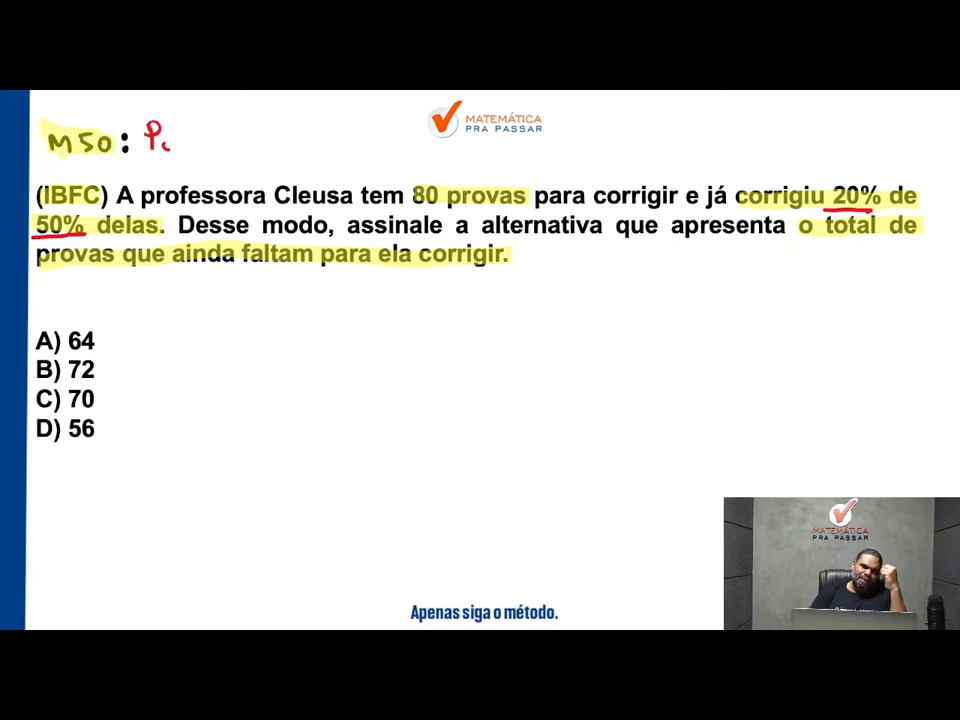 MATEMÁTICA
PRA PASSAR
M50: P
(IBFC) A professora Cleusa tem 80 provas para corrigir e já corrigiu 20% de
50% delas. Desse modo, assinale a alternativa que apresenta o total de
provas que ainda faltam para ela corrigir.
A) 64
B) 72
C) 70
D) 56
MATEMÁTICA
PRA PASSAR
Apenas siga o método.